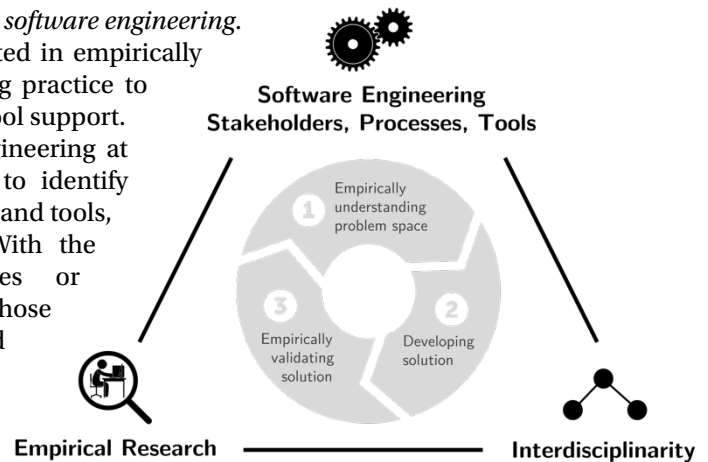 software engineering.
ted in empirically
g practice to
ool support.
gineering at
to identify
and tools,
With the
es or
hose
d
Software Engineering
Stakeholders, Processes, Tools
1
Empirically
understanding
problem space
2
Developing
solution
3
Empirically
validating
solution
Empirical Research
Interdisciplinarity